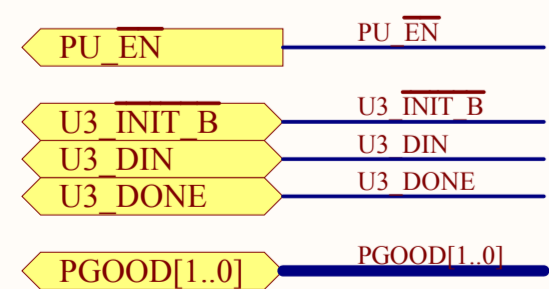 PU_EN PU_EN
U3_INIT_B U3_INIT_B
U3_DIN U3_DIN
U3_DONE U3_DONE
PGOOD[1..0] PGOOD[1..0]